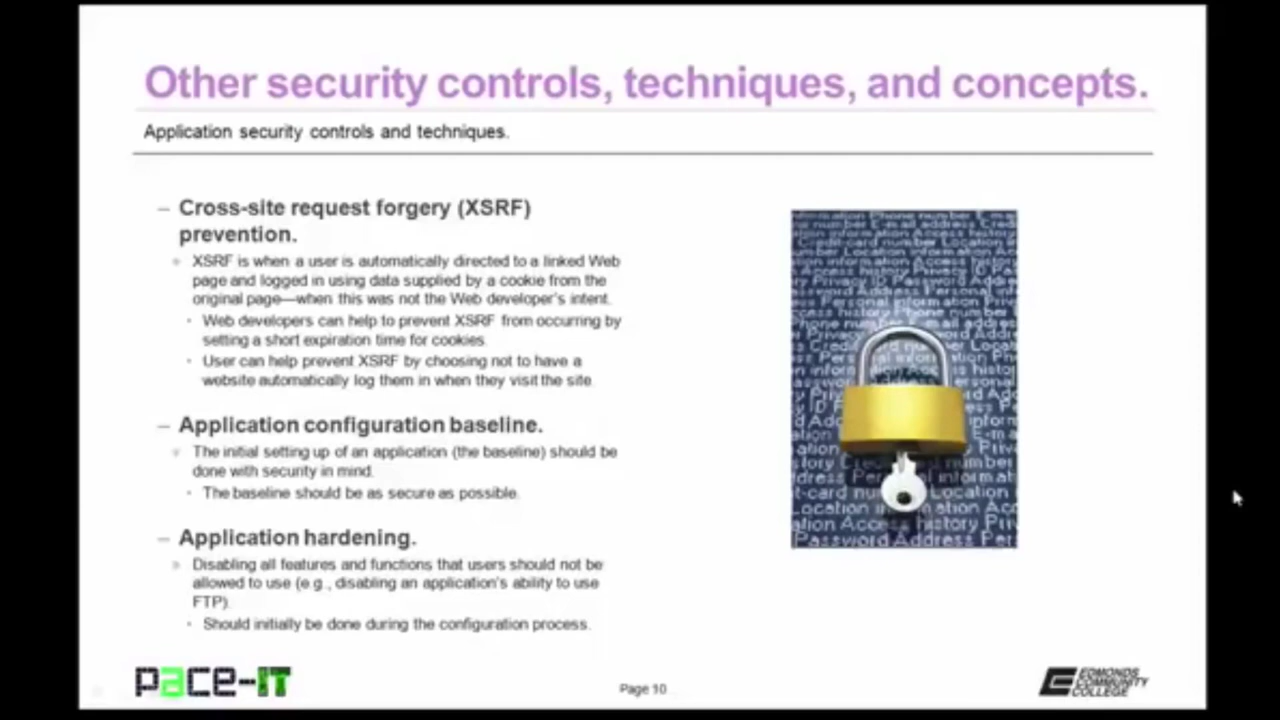 Other security controls, techniques, and concepts.
Application security controls and techniques.
– Cross-site request forgery (XSRF)
prevention.
» XSRF is when a user is automatically directed to a linked Web
page and logged in using data supplied by a cookie from the
original page—when this was not the Web developer's intent.
• Web developers can help to prevent XSRF from occurring by
setting a short expiration time for cookies.
• User can help prevent XSRF by choosing not to have a
website automatically log them in when they visit the site.
– Application configuration baseline.
» The initial setting up of an application (the baseline) should be
done with security in mind.
• The baseline should be as secure as possible.
– Application hardening.
» Disabling all features and functions that users should not be
allowed to use (e.g., disabling an application's ability to use
FTP).
• Should initially be done during the configuration process.
pace-IT
Page 10
EDMONDS
COMMUNITY
COLLEGE